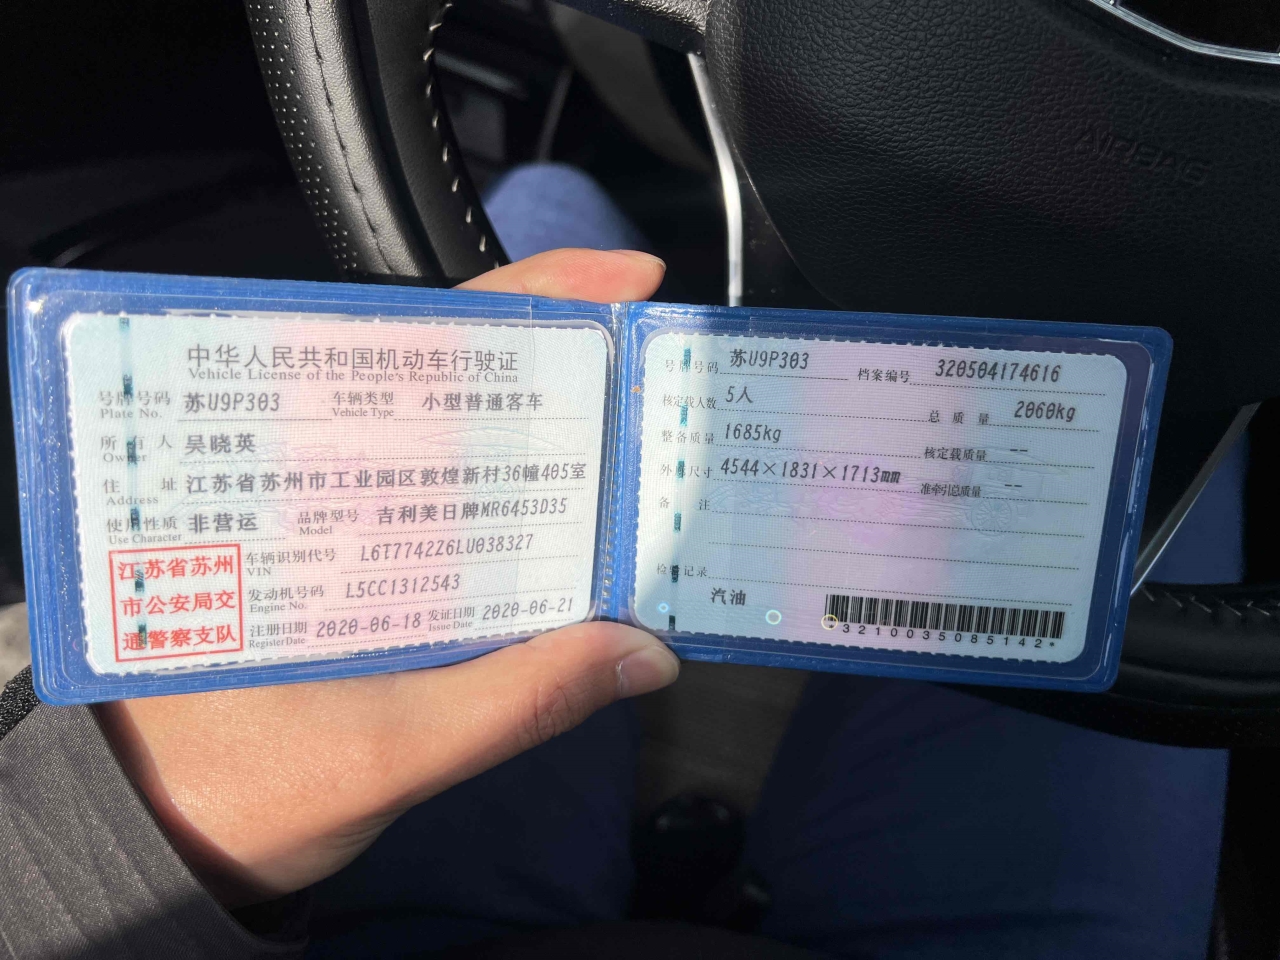 AIRBAG
中华人民共和国机动车行驶证
Vehicle License of the People's Republic of China
号牌号码 苏U9P303 车辆类型 小型普通客车
Plate No. Vehicle Type
所有人 吴晓英
Owner
住址 江苏省苏州市工业园区敦煌新村36幢405室
Address
使用性质 非营运 品牌型号 吉利美日牌MR6453D35
Use Character Model
江苏省苏州
市公安局交
通警察支队
车辆识别代号 L6T7742Z6LU038327
VIN
发动机号码 L5CC1312543
Engine No.
注册日期 2020-06-18 发证日期 2020-06-21
Register Date Issue Date
号牌号码 苏U9P303 档案编号 320504174616
核定载人数 5人 总质量 2060kg
整备质量 1685kg 核定载质量 --
外廓尺寸 4544×1831×1713mm 准牵引总质量 --
备注
检验记录
汽油
*3210035085142*